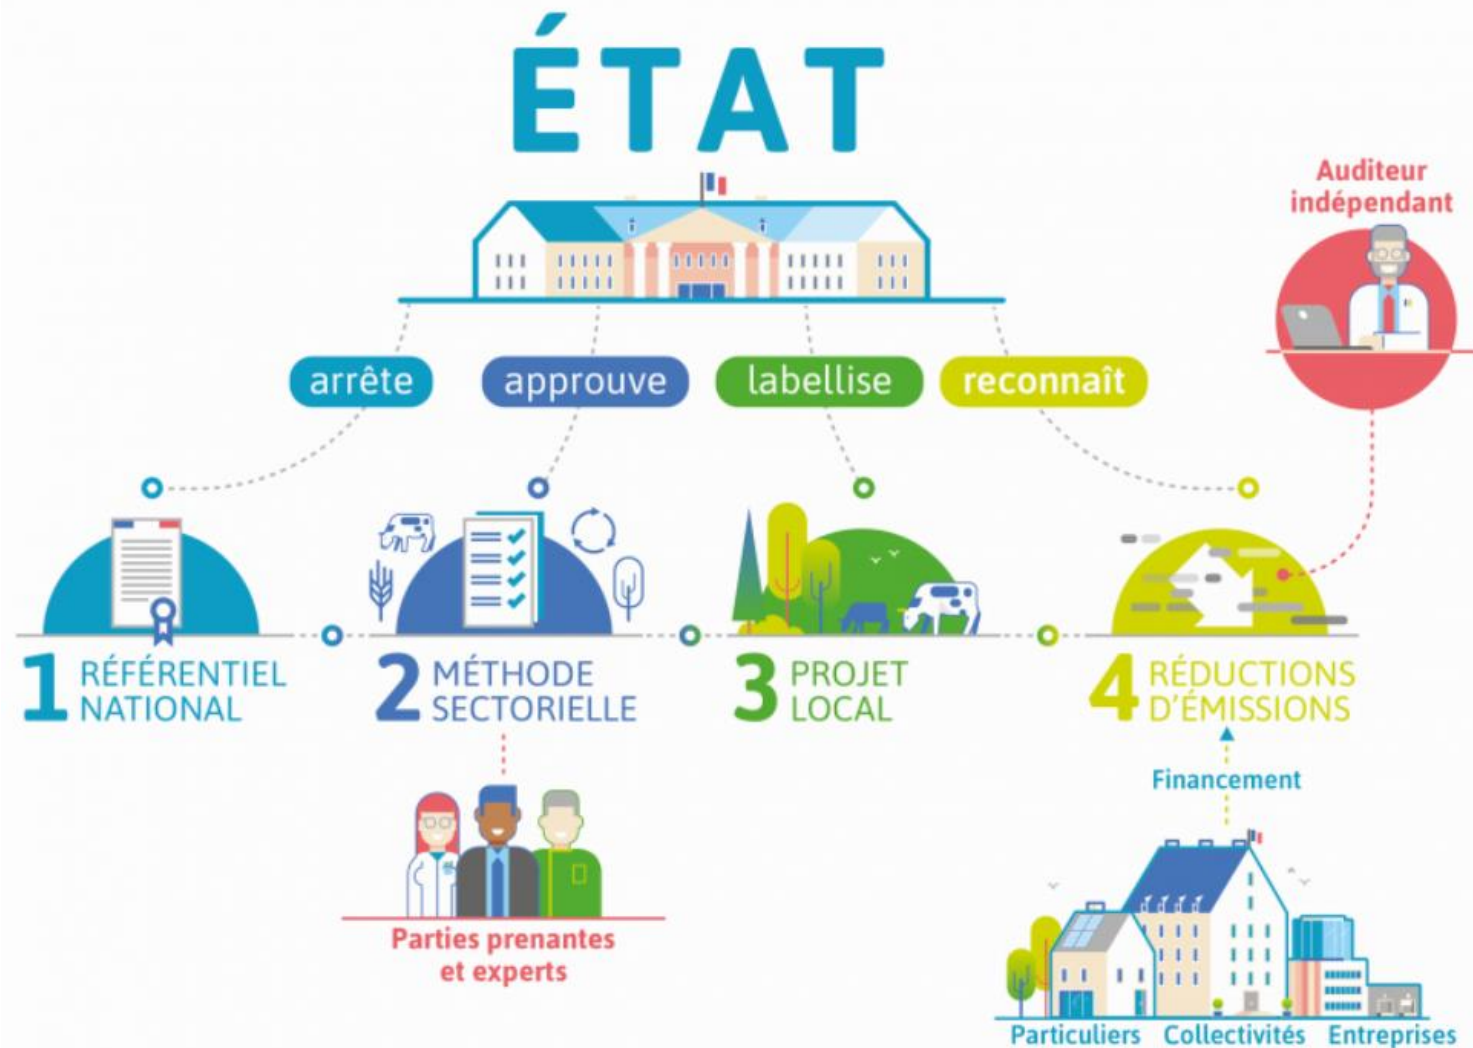 ÉTAT
Auditeur
indépendant
arrête
approuve
labellise
reconnaît
1 RÉFÉRENTIEL
NATIONAL
2 MÉTHODE
SECTORIELLE
3 PROJET
LOCAL
4 RÉDUCTIONS
D'ÉMISSIONS
Financement
Parties prenantes
et experts
Particuliers Collectivités Entreprises